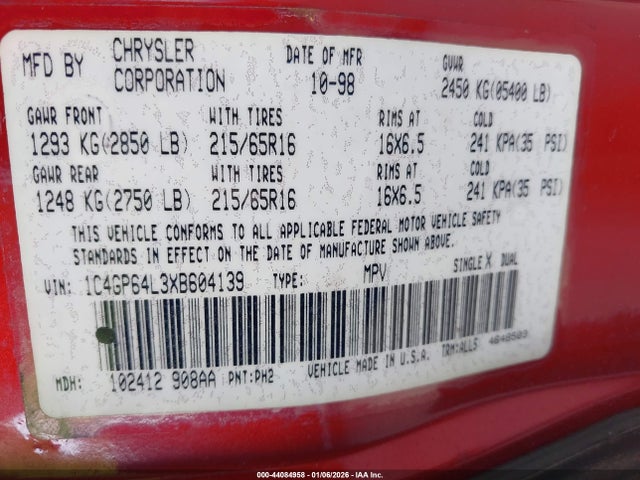 MFD BY CHRYSLER CORPORATION DATE OF MFR 10-98 GVWR 2450 KG(05400 LB)
GAWR FRONT WITH TIRES RIMS AT COLD
1293 KG(2850 LB) 215/65R16 16X6.5 241 KPA(35 PSI)
GAWR REAR WITH TIRES RIMS AT COLD
1248 KG(2750 LB) 215/65R16 16X6.5 241 KPA(35 PSI)
THIS VEHICLE CONFORMS TO ALL APPLICABLE FEDERAL MOTOR VEHICLE SAFETY
STANDARDS IN EFFECT ON THE DATE OF MANUFACTURE SHOWN ABOVE.
VIN: 1C4GP64L3XB604139 TYPE: MPV SINGLE X DUAL
MDH: 102412 908AA PNT:PH2 VEHICLE MADE IN U.S.A. TRM:ALLS
000-44084958 - 01/06/2026 - IAA Inc.